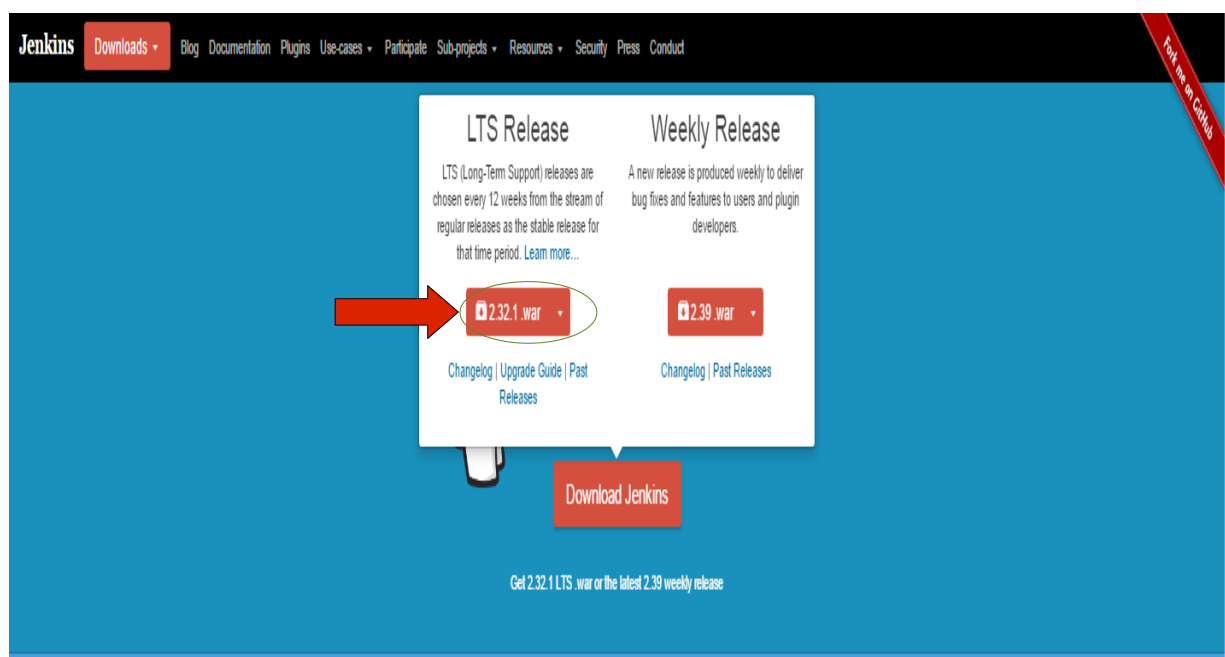 Jenkins Downloads Blog Documentation Plugins Use-cases Participate Sub-projects Resources Security Press Conduct
Fork me on GitHub
LTS Release
LTS (Long-Term Support) releases are
chosen every 12 weeks from the stream of
regular releases as the stable release for
that time period. Learn more...
2.32.1 .war
Changelog | Upgrade Guide | Past
Releases
Weekly Release
A new release is produced weekly to deliver
bug fixes and features to users and plugin
developers.
2.39 .war
Changelog | Past Releases
Download Jenkins
Get 2.32.1 LTS .war or the latest 2.39 weekly release